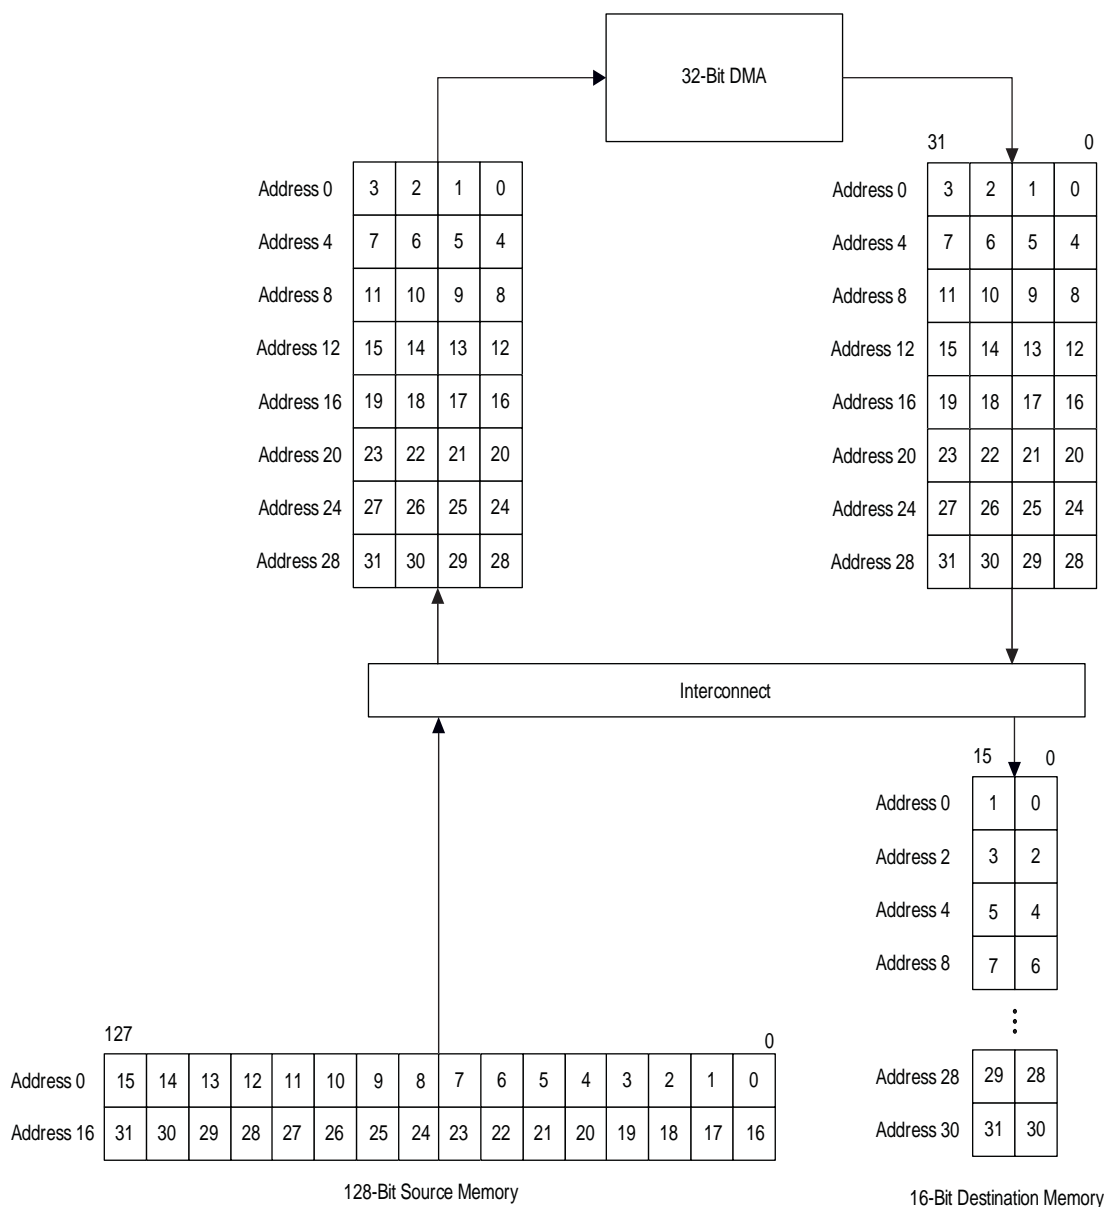 32-Bit DMA
31 0
Address 0 3 2 1 0 Address 0 3 2 1 0
Address 4 7 6 5 4 Address 4 7 6 5 4
Address 8 11 10 9 8 Address 8 11 10 9 8
Address 12 15 14 13 12 Address 12 15 14 13 12
Address 16 19 18 17 16 Address 16 19 18 17 16
Address 20 23 22 21 20 Address 20 23 22 21 20
Address 24 27 26 25 24 Address 24 27 26 25 24
Address 28 31 30 29 28 Address 28 31 30 29 28
Interconnect
15 0
Address 0 1 0
Address 2 3 2
Address 4 5 4
Address 8 7 6
127 0
Address 0 15 14 13 12 11 10 9 8 7 6 5 4 3 2 1 0 Address 28 29 28
Address 16 31 30 29 28 27 26 25 24 23 22 21 20 19 18 17 16 Address 30 31 30
128-Bit Source Memory 16-Bit Destination Memory